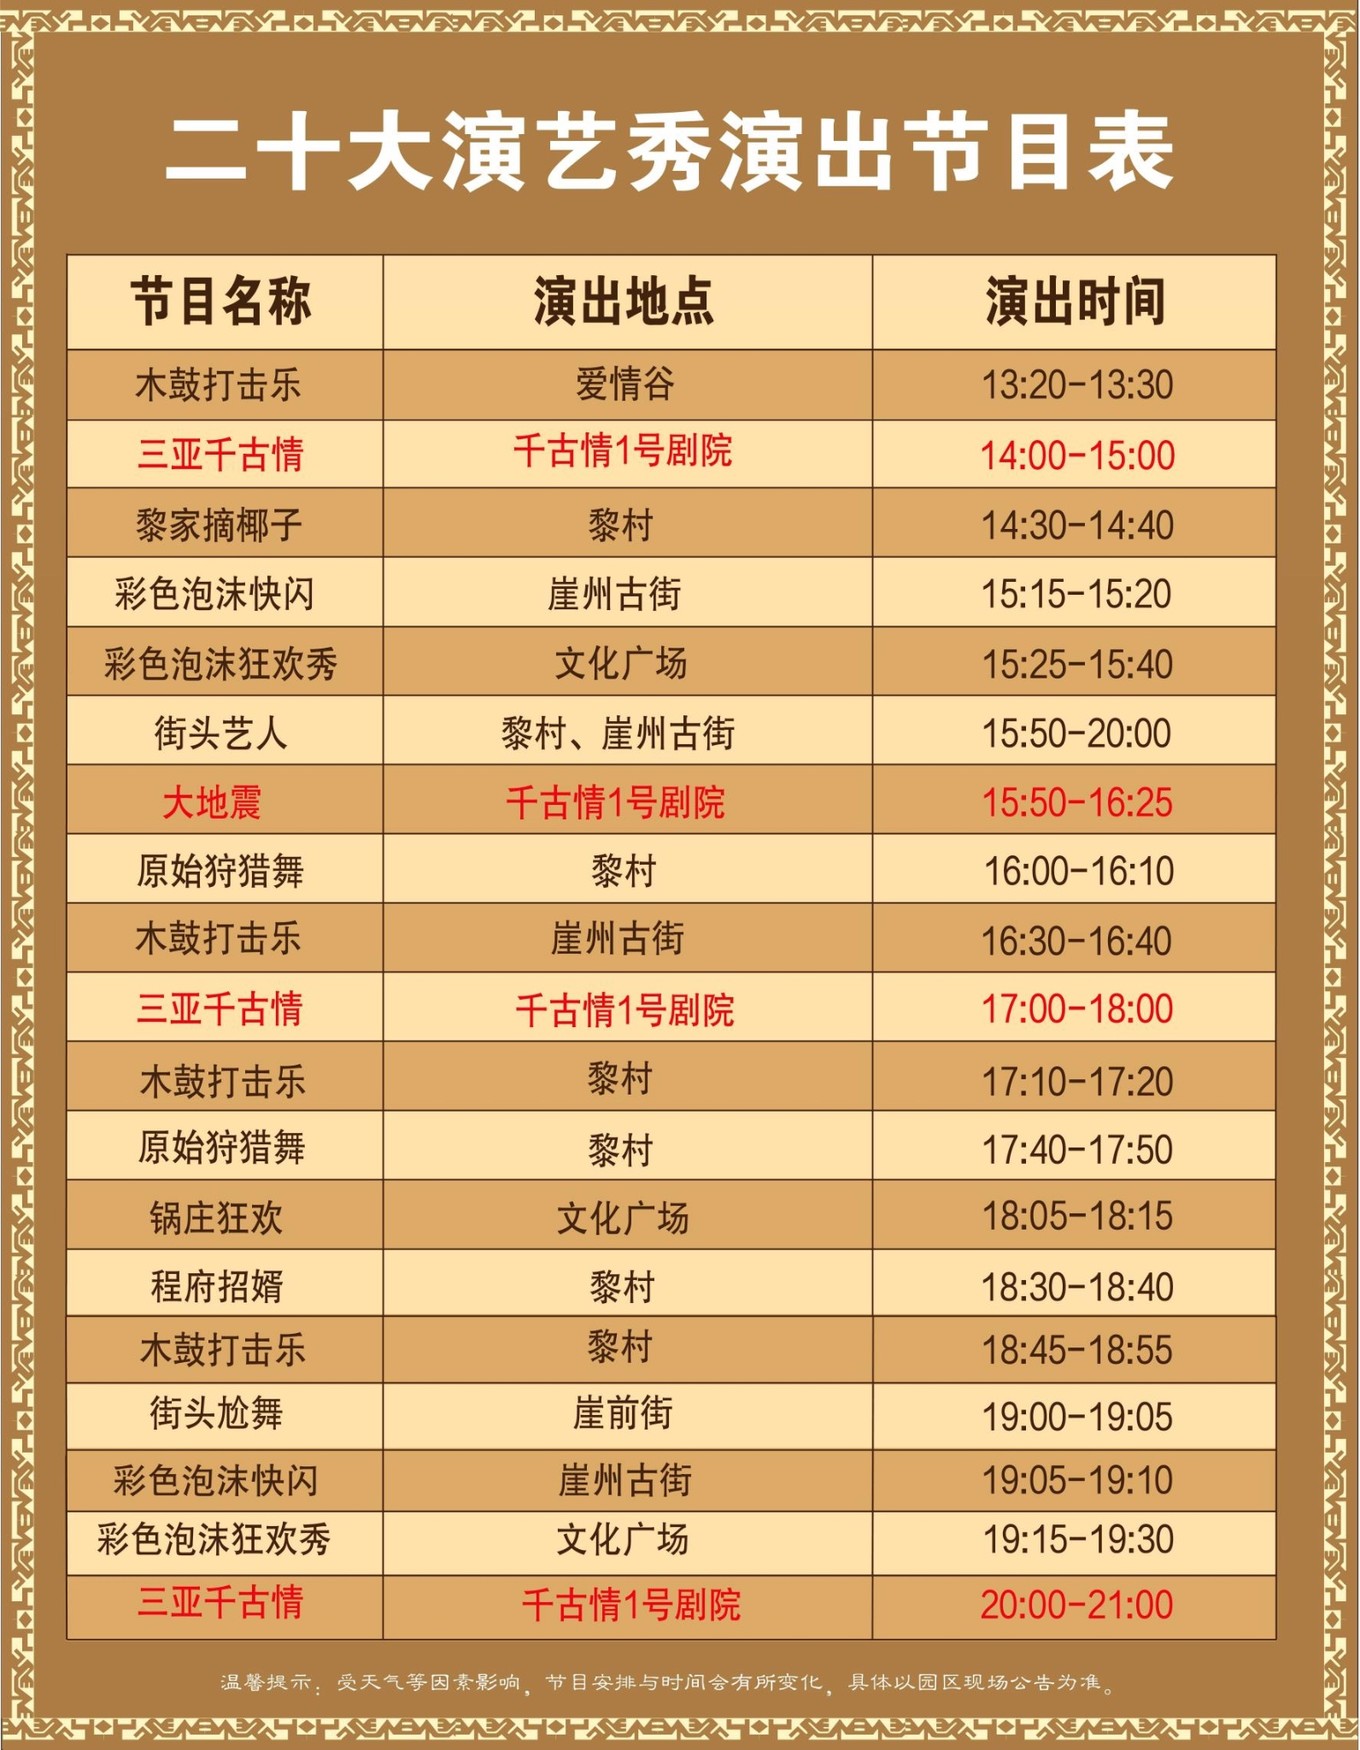 二十大演艺秀演出节目表
节目名称 演出地点 演出时间
木鼓打击乐 爱情谷 13:20-13:30
三亚千古情 千古情1号剧院 14:00-15:00
黎家摘椰子 黎村 14:30-14:40
彩色泡沫快闪 崖州古街 15:15-15:20
彩色泡沫狂欢秀 文化广场 15:25-15:40
街头艺人 黎村、崖州古街 15:50-20:00
大地震 千古情1号剧院 15:50-16:25
原始狩猎舞 黎村 16:00-16:10
木鼓打击乐 崖州古街 16:30-16:40
三亚千古情 千古情1号剧院 17:00-18:00
木鼓打击乐 黎村 17:10-17:20
原始狩猎舞 黎村 17:40-17:50
锅庄狂欢 文化广场 18:05-18:15
程府招婿 黎村 18:30-18:40
木鼓打击乐 黎村 18:45-18:55
街头尬舞 崖前街 19:00-19:05
彩色泡沫快闪 崖州古街 19:05-19:10
彩色泡沫狂欢秀 文化广场 19:15-19:30
三亚千古情 千古情1号剧院 20:00-21:00
温馨提示：受天气等因素影响，节目安排与时间会有所变化，具体以园区现场公告为准。